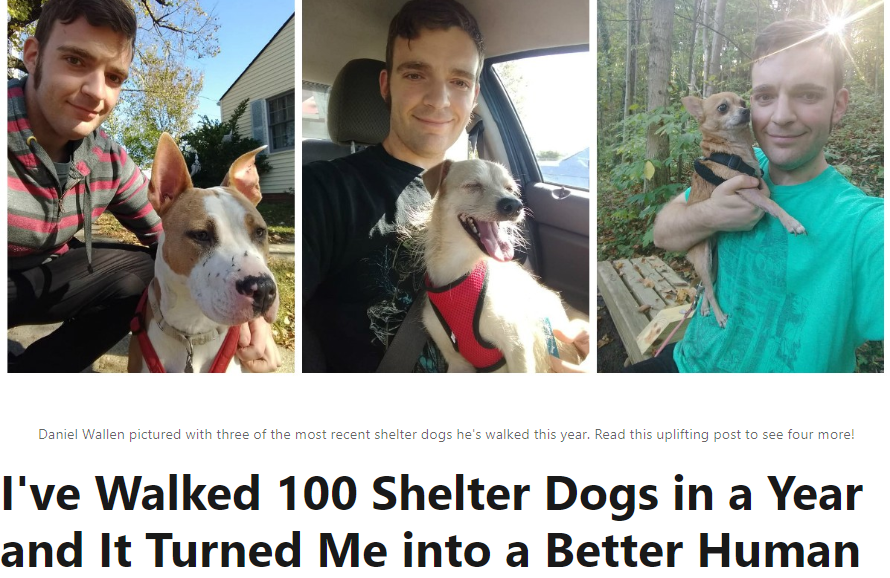 Daniel Wallen pictured with three of the most recent shelter dogs he's walked this year. Read this uplifting post to see four more!
I've Walked 100 Shelter Dogs in a Year
and It Turned Me into a Better Human